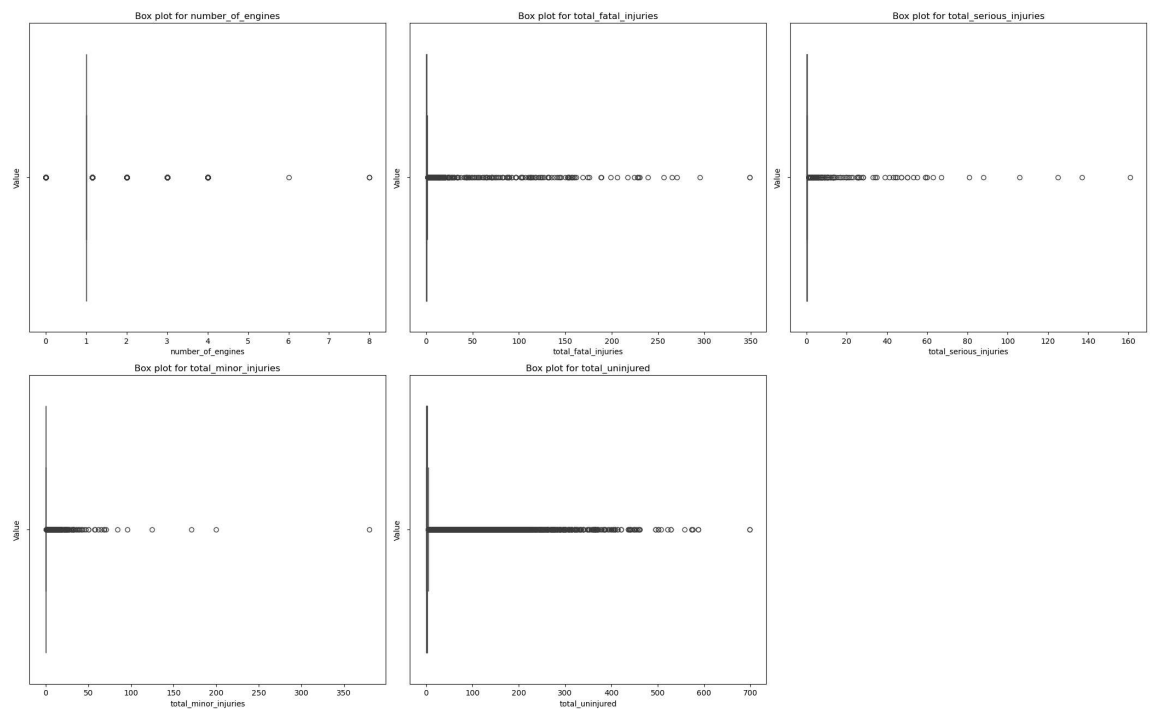 Box plot for number_of_engines
Value
0 1 2 3 4 5 6 7 8
number_of_engines
Box plot for total_fatal_injuries
Value
0 50 100 150 200 250 300 350
total_fatal_injuries
Box plot for total_serious_injuries
Value
0 20 40 60 80 100 120 140 160
total_serious_injuries
Box plot for total_minor_injuries
Value
0 50 100 150 200 250 300 350
total_minor_injuries
Box plot for total_uninjured
Value
0 100 200 300 400 500 600 700
total_uninjured